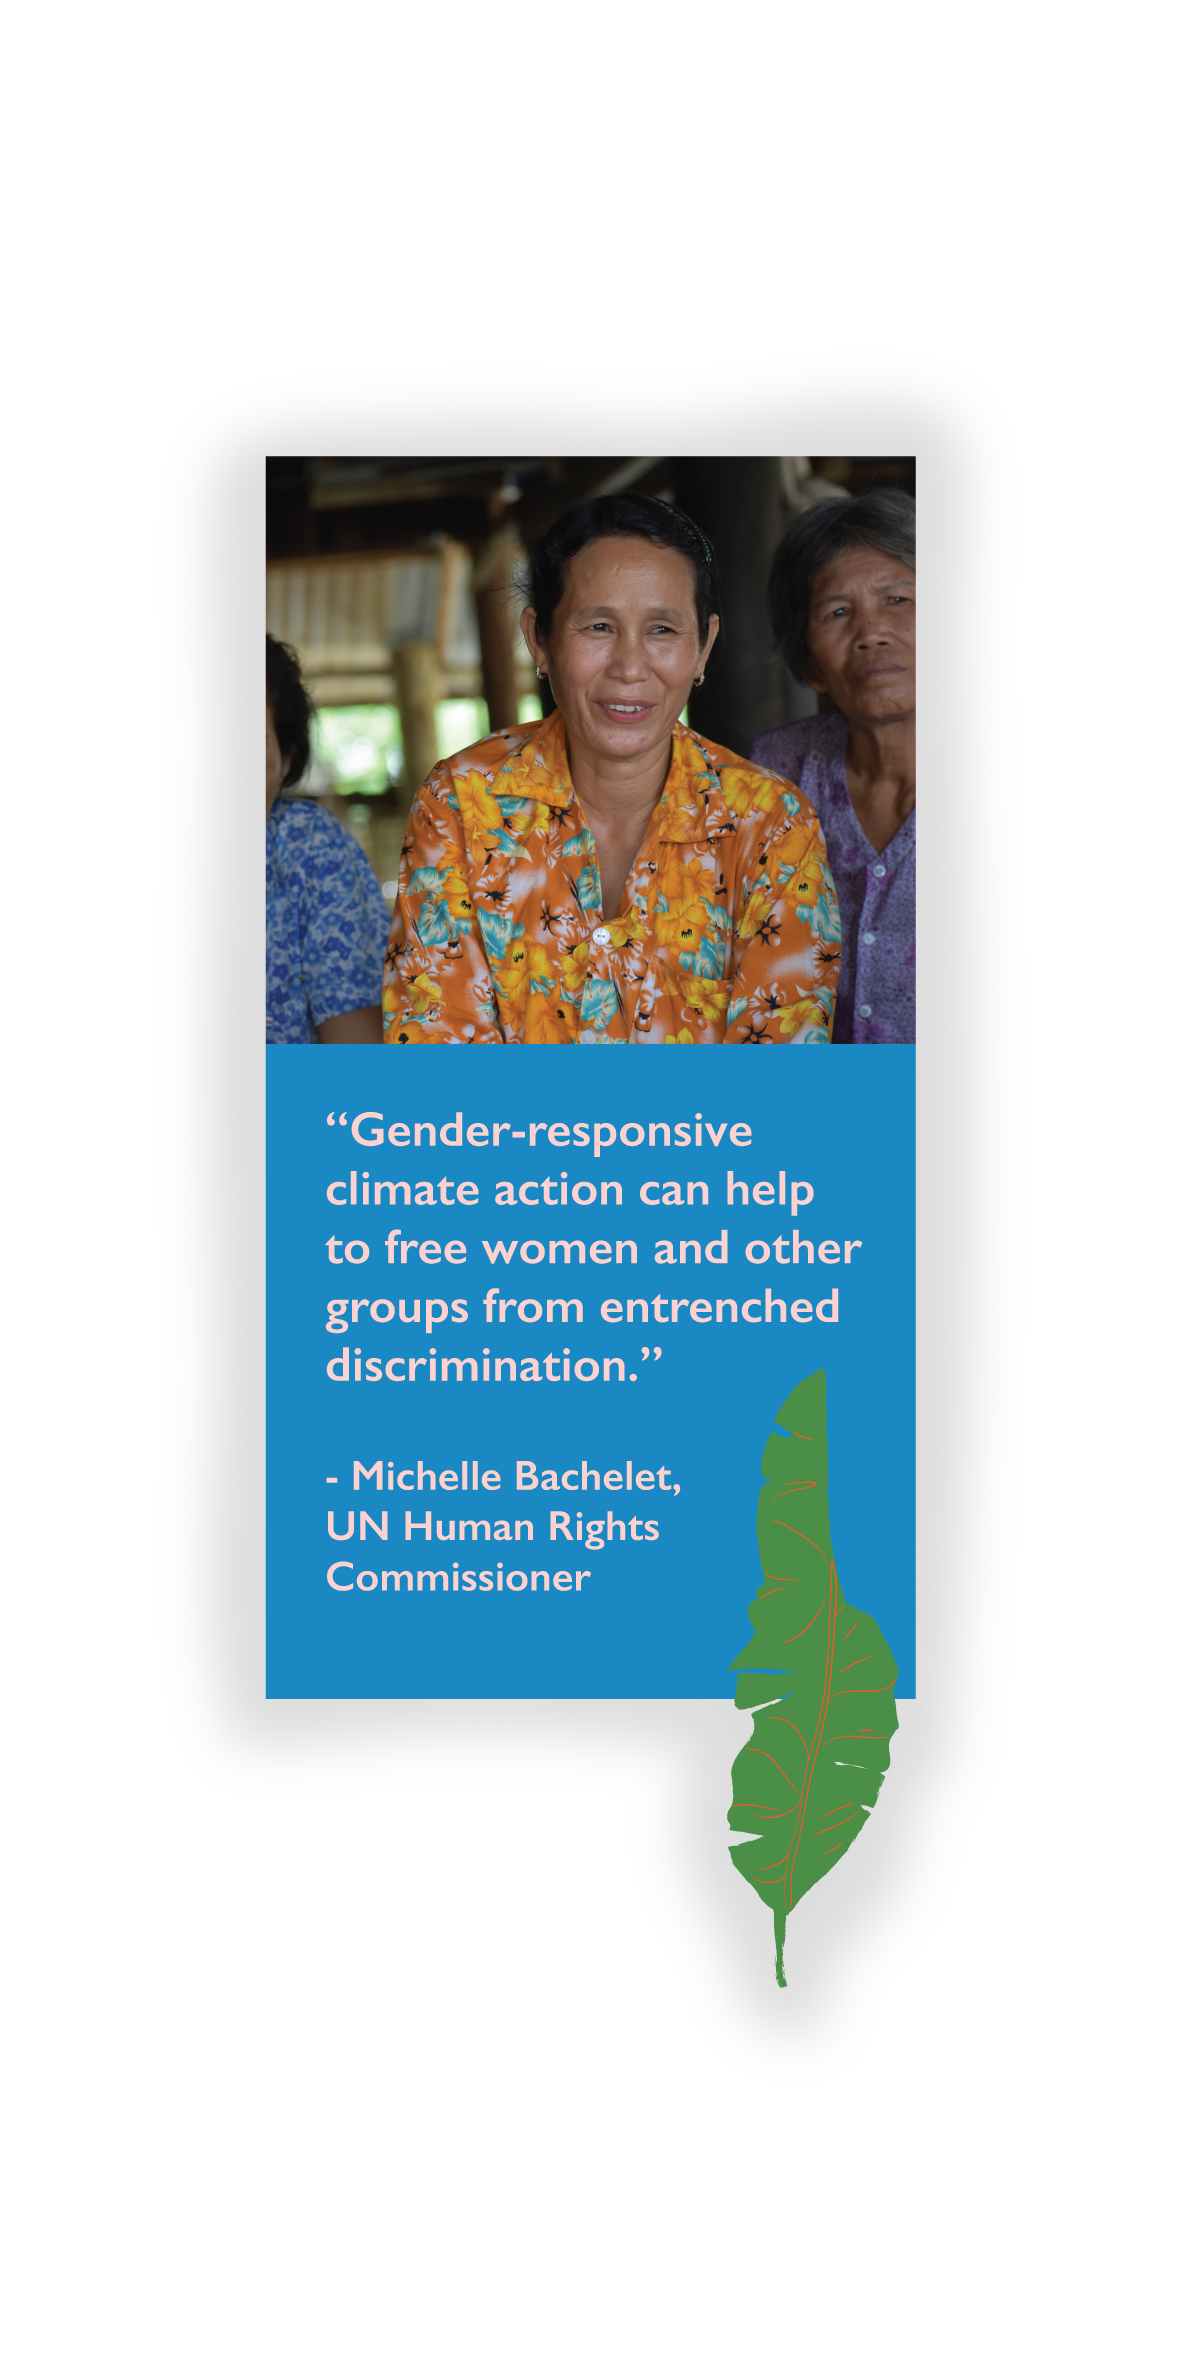 “Gender-responsive
climate action can help
to free women and other
groups from entrenched
discrimination.”
- Michelle Bachelet,
UN Human Rights
Commissioner